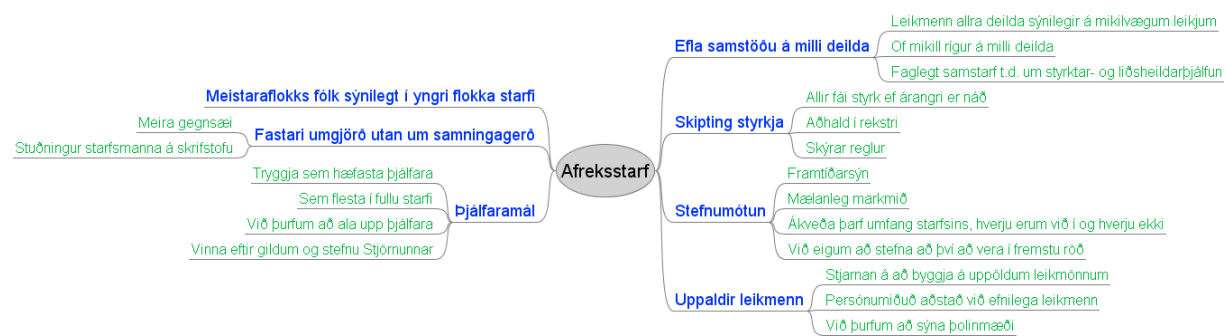 Afreksstarf
Meistaraflokks fólk sýnilegt í yngri flokka starfi
Fastari umgjörð utan um samningagerð
Meira gegnsæi
Stuðningur starfsmanna á skrifstofu
Þjálfaramál
Tryggja sem hæfasta þjálfara
Sem flesta í fullu starfi
Við þurfum að ala upp þjálfara
Vinna eftir gildum og stefnu Stjörnunnar
Efla samstöðu á milli deilda
Leikmenn allra deilda sýnilegir á mikilvægum leikjum
Of mikill rígur á milli deilda
Faglegt samstarf t.d. um styrktar- og liðsheildarþjálfun
Skipting styrkja
Allir fái styrk ef árangri er náð
Aðhald í rekstri
Skýrar reglur
Stefnumótun
Framtíðarsýn
Mælanleg markmið
Ákveða þarf umfang starfsins, hverju erum við í og hverju ekki
Við eigum að stefna að því að vera í fremstu röð
Uppaldir leikmenn
Stjarnan á að byggja á uppöldum leikmönnum
Persónumiðuð aðstað við efnilega leikmenn
Við þurfum að sýna þolinmæði